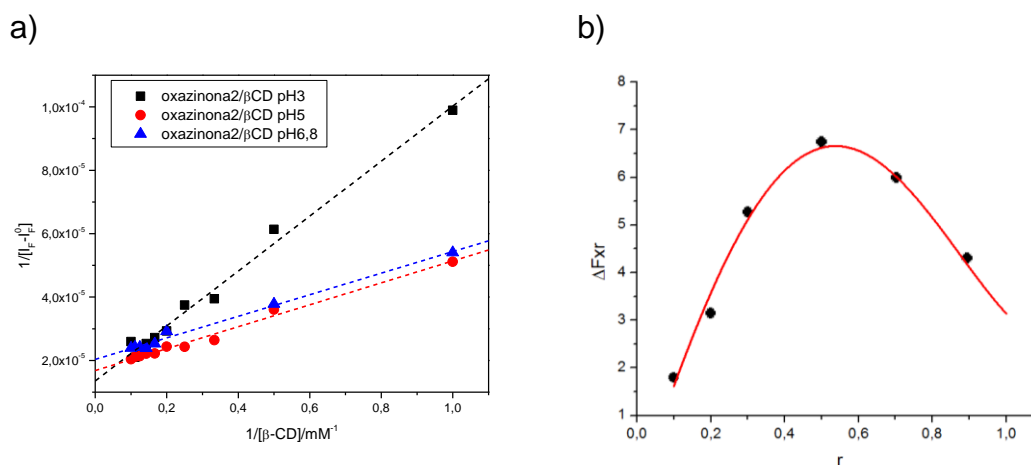 a)
b)
oxazinona2/βCD pH3
oxazinona2/βCD pH5
oxazinona2/βCD pH6,8
1,0x10⁻⁴
8,0x10⁻⁵
6,0x10⁻⁵
4,0x10⁻⁵
2,0x10⁻⁵
1/[I_F-I_F^0]
0,0
0,2
0,4
0,6
0,8
1,0
1/[β-CD]/mM⁻¹
8
7
6
5
4
3
2
1
ΔFxr
0,0
0,2
0,4
0,6
0,8
1,0
r